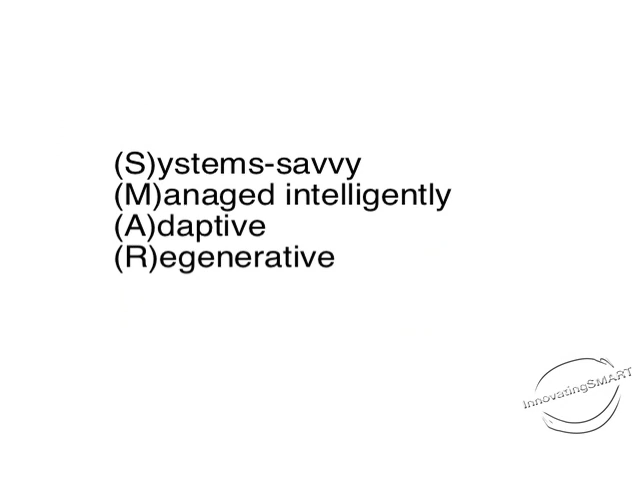 (S)ystems-savvy
(M)anaged intelligently
(A)daptive
(R)egenerative
InnovatingSMART